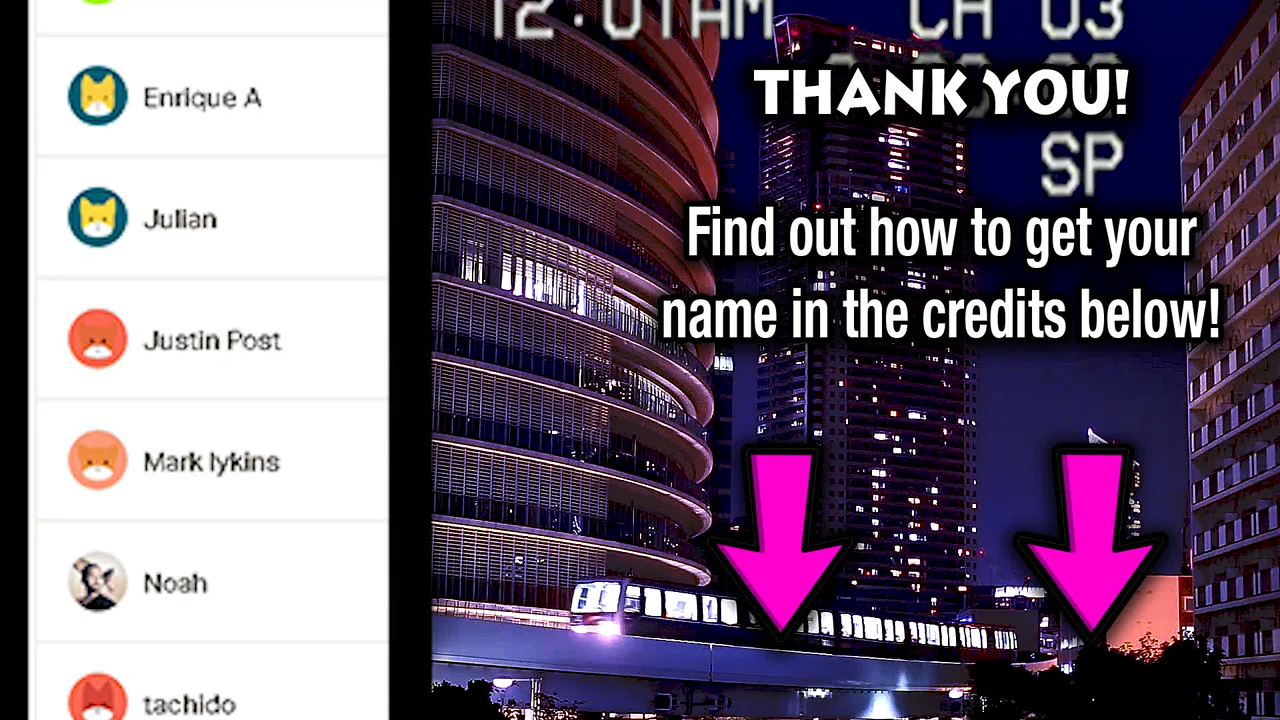 Enrique A
Julian
Justin Post
Mark Iykins
Noah
tachido
12:01AM CH 03
THANK YOU!
SP
Find out how to get your
name in the credits below!